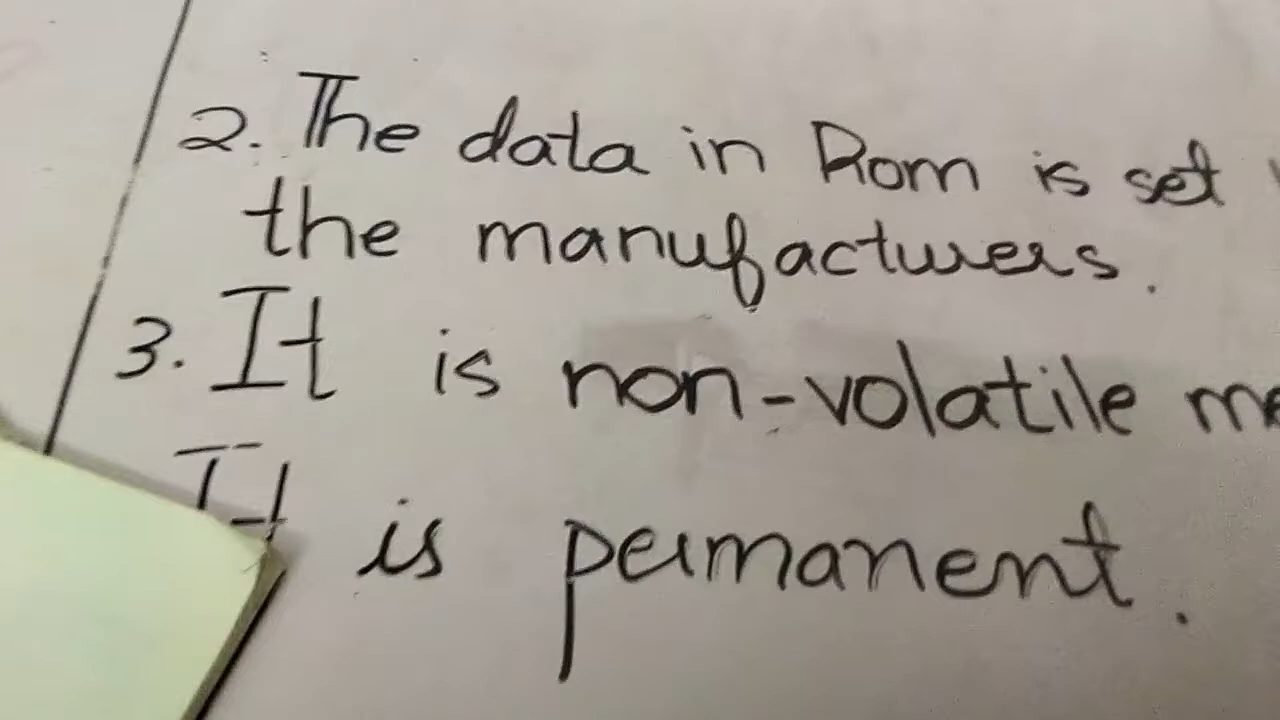 2. The data in Rom is set
the manufacturers.
3. It is non-volatile
It is permanent.